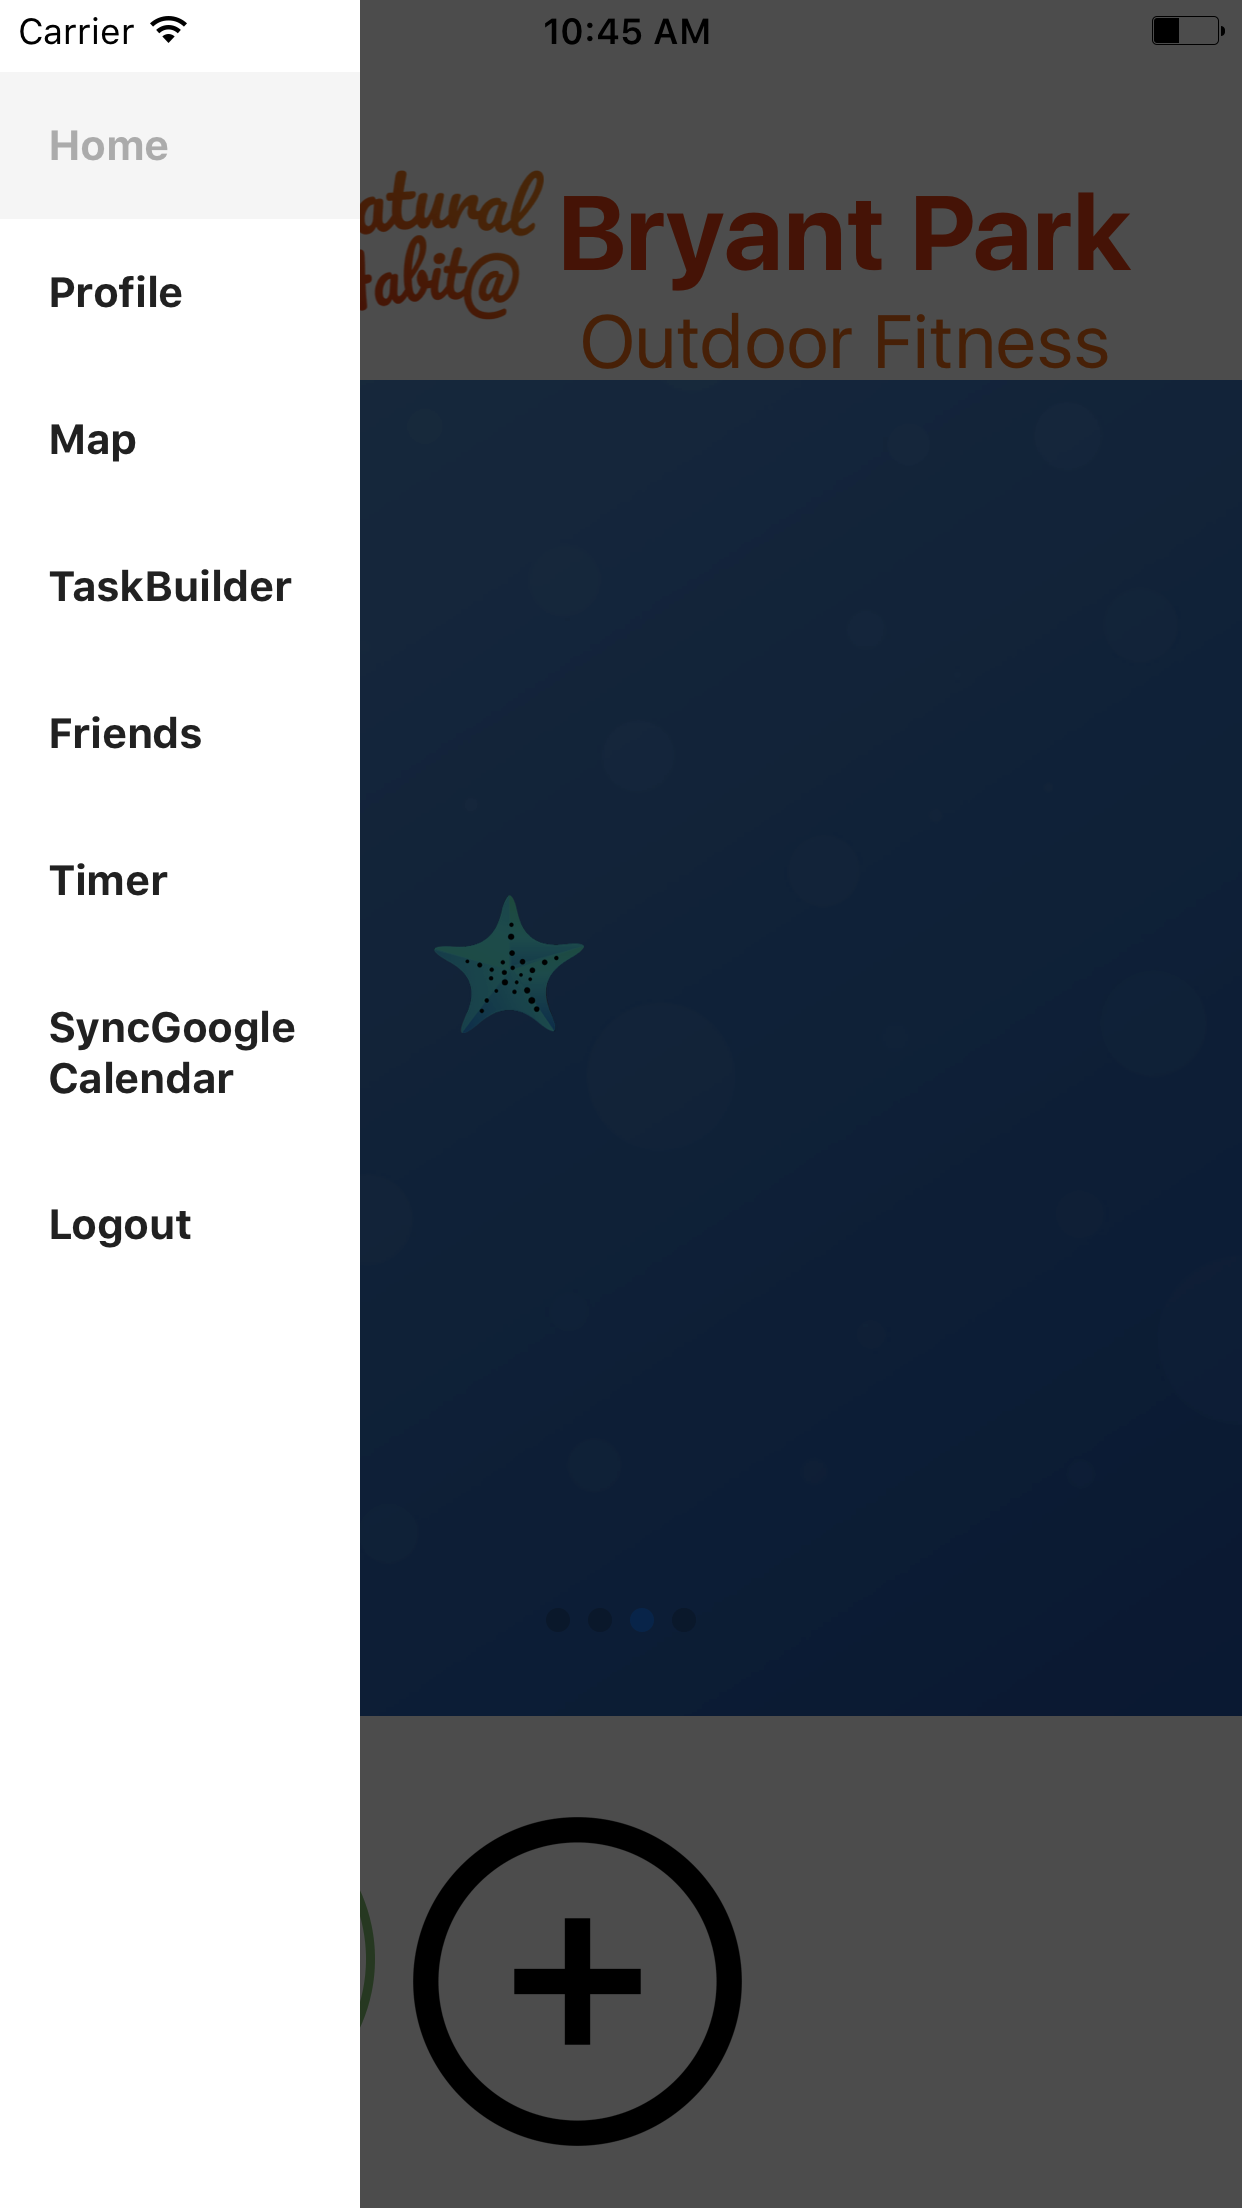 Carrier
10:45 AM
Home
Profile
Map
TaskBuilder
Friends
Timer
SyncGoogle
Calendar
Logout
atural
abit@
Bryant Park
Outdoor Fitness